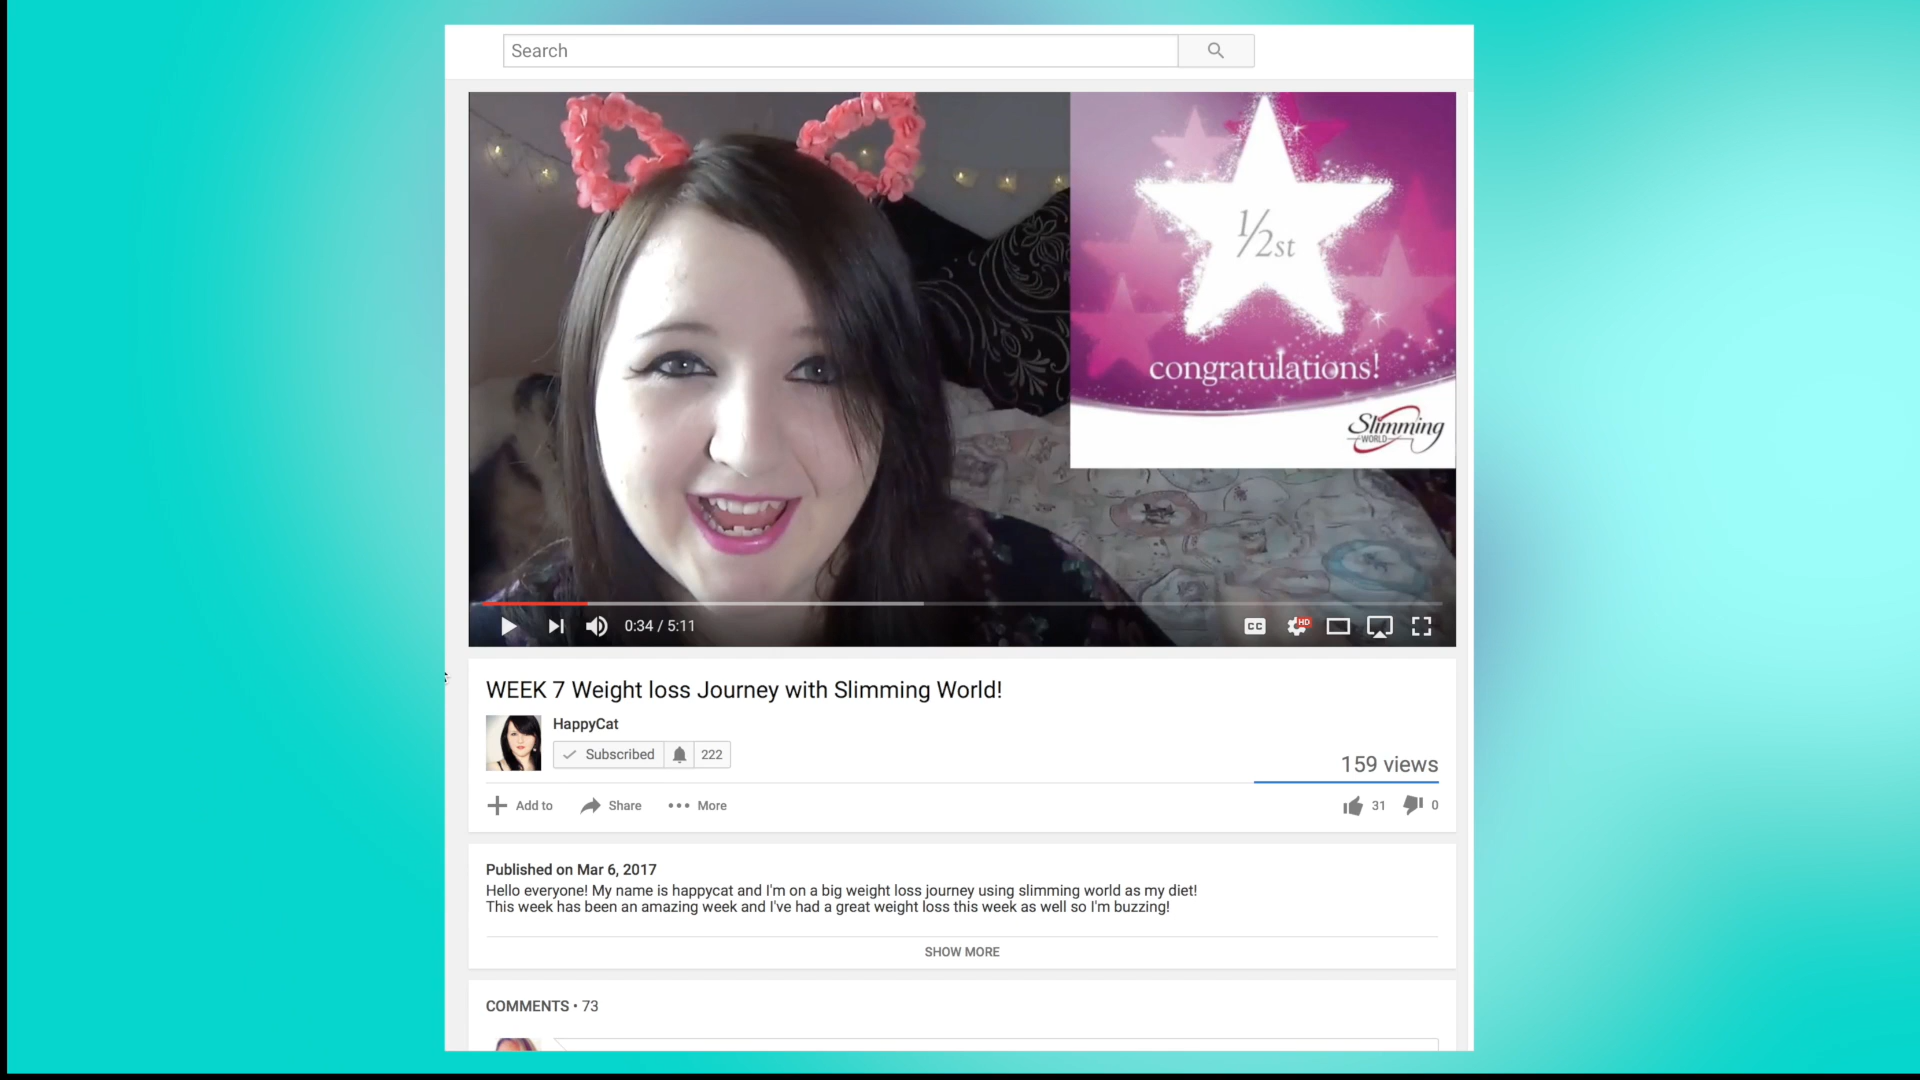 Search
1/2st
congratulations!
Slimming
WORLD
0:34 / 5:11
CC
HD
WEEK 7 Weight loss Journey with Slimming World!
HappyCat
Subscribed 222
159 views
Add to Share More 31 0
Published on Mar 6, 2017
Hello everyone! My name is happycat and I'm on a big weight loss journey using slimming world as my diet!
This week has been an amazing week and I've had a great weight loss this week as well so I'm buzzing!
SHOW MORE
COMMENTS • 73